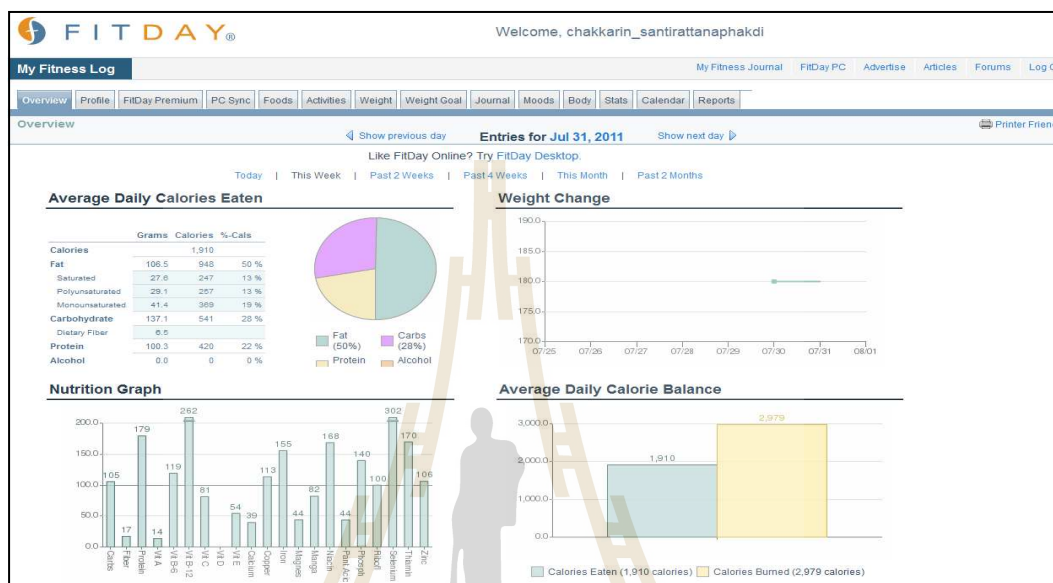 FITDAY®
Welcome, chakkarin_santirattanaphakdi
My Fitness Log
My Fitness Journal FitDay PC Advertise Articles Forums Log
Overview Profile FitDay Premium PC Sync Foods Activities Weight Weight Goal Journal Moods Body Stats Calendar Reports
Overview
Printer Frien
Show previous day Entries for Jul 31, 2011 Show next day
Like FitDay Online? Try FitDay Desktop.
Today | This Week | Past 2 Weeks | Past 4 Weeks | This Month | Past 2 Months
Average Daily Calories Eaten
Grams Calories %-Cals
Calories 1,910
Fat 106.5 948 50 %
Saturated 27.6 247 13 %
Polyunsaturated 29.1 257 13 %
Monounsaturated 41.4 369 19 %
Carbohydrate 137.1 541 28 %
Dietary Fiber 6.5
Protein 100.3 420 22 %
Alcohol 0.0 0 0 %
Fat (50%) Carbs (28%)
Protein Alcohol
Weight Change
190.0
185.0
180.0
175.0
170.0
07/25 07/26 07/27 07/28 07/29 07/30 07/31 08/01
Nutrition Graph
200.0
150.0
100.0
50.0
0.0
105 17 179 14 119 262 81 54 39 113 155 44 82 168 44 140 100 302 170 106
Carbs Fiber Protein Vit A Vit B-6 Vit B-12 Vit C Vit D Vit E Calcium Copper Iron Magnes Manga Niacin Pant.Acid Phosph Ribofl Selenium Thiamin Zinc
Average Daily Calorie Balance
3,000.0
2,000.0
1,000.0
0.0
1,910
2,979
Calories Eaten (1,910 calories) Calories Burned (2,979 calories)